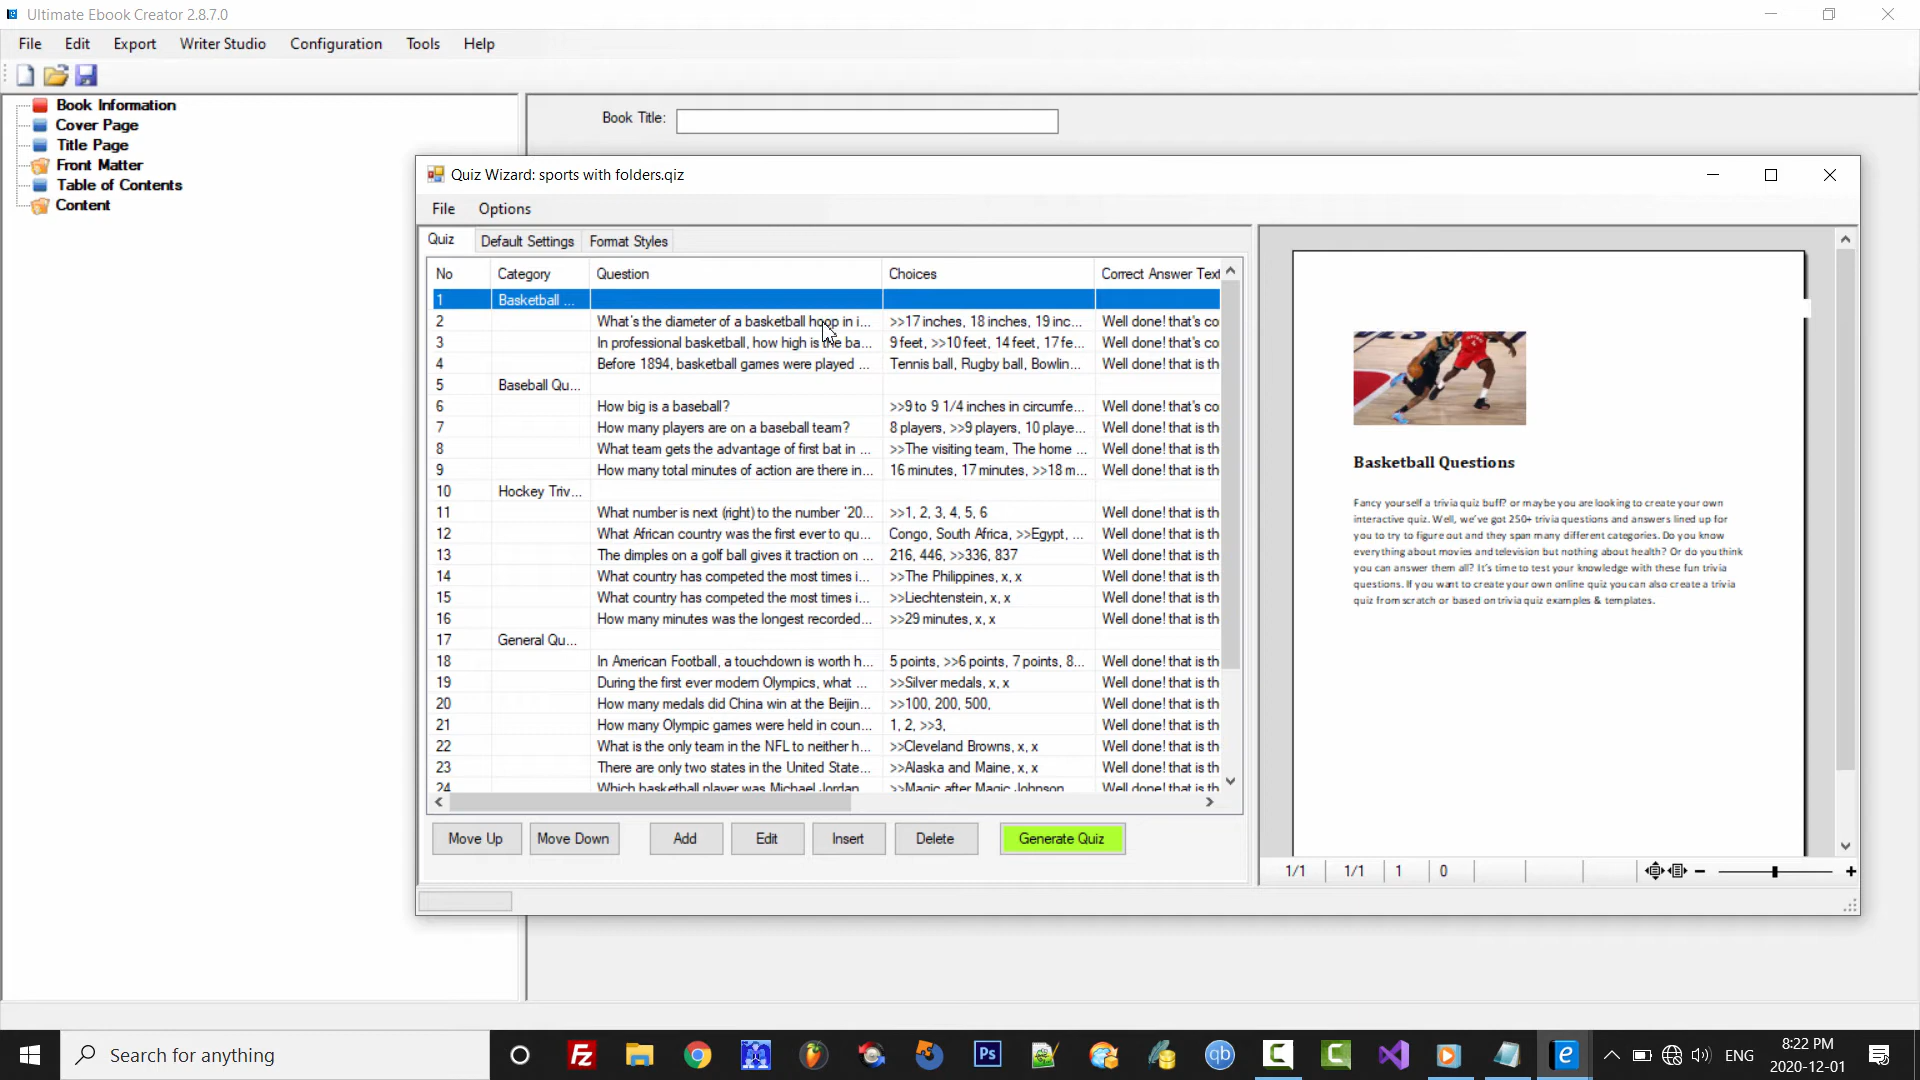 Ultimate Ebook Creator 2.8.7.0
File Edit Export Writer Studio Configuration Tools Help
Book Information
Cover Page
Title Page
Front Matter
Table of Contents
Content
Book Title:
Quiz Wizard: sports with folders.qiz
File Options
Quiz Default Settings Format Styles
No Category Question Choices Correct Answer Text
1 Basketball ...
2 What's the diameter of a basketball hoop in i... >>17 inches, 18 inches, 19 inc... Well done! that's co
3 In professional basketball, how high is the ba... 9 feet, >>10 feet, 14 feet, 17 fe... Well done! that's co
4 Before 1894, basketball games were played ... Tennis ball, Rugby ball, Bowlin... Well done! that is th
5 Baseball Qu...
6 How big is a baseball? >>9 to 9 1/4 inches in circumfe... Well done! that's co
7 How many players are on a baseball team? 8 players, >>9 players, 10 playe... Well done! that is th
8 What team gets the advantage of first bat in ... >>The visiting team, The home ... Well done! that is th
9 How many total minutes of action are there in... 16 minutes, 17 minutes, >>18 m... Well done! that is th
10 Hockey Triv...
11 What number is next (right) to the number '20... >>1, 2, 3, 4, 5, 6 Well done! that is th
12 What African country was the first ever to qu... Congo, South Africa, >>Egypt, ... Well done! that is th
13 The dimples on a golf ball gives it traction on ... 216, 446, >>336, 837 Well done! that is th
14 What country has competed the most times i... >>The Philippines, x, x Well done! that is th
15 What country has competed the most times i... >>Liechtenstein, x, x Well done! that is th
16 How many minutes was the longest recorded... >>29 minutes, x, x Well done! that is th
17 General Qu...
18 In American Football, a touchdown is worth h... 5 points, >>6 points, 7 points, 8... Well done! that is th
19 During the first ever modern Olympics, what ... >>Silver medals, x, x Well done! that is th
20 How many medals did China win at the Beijin... >>100, 200, 500, Well done! that is th
21 How many Olympic games were held in coun... 1, 2, >>3, Well done! that is th
22 What is the only team in the NFL to neither h... >>Cleveland Browns, x, x Well done! that is th
23 There are only two states in the United State... >>Alaska and Maine, x, x Well done! that is th
24 Which basketball player was Michael Jordan >>Magic after Magic Johnson Well done! that is th
Move Up Move Down Add Edit Insert Delete Generate Quiz
Basketball Questions
Fancy yourself a trivia quiz buff? or maybe you are looking to create your own
interactive quiz. Well, we've got 250+ trivia questions and answers lined up for
you to try to figure out and they span many different categories. Do you know
everything about movies and television but nothing about health? Or do you think
you can answer them all? It's time to test your knowledge with these fun trivia
questions. If you want to create your own online quiz you can also create a trivia
quiz from scratch or based on trivia quiz examples & templates.
1/1 1/1 1 0
Search for anything
Fz
Ps
qb
ENG
8:22 PM
2020-12-01